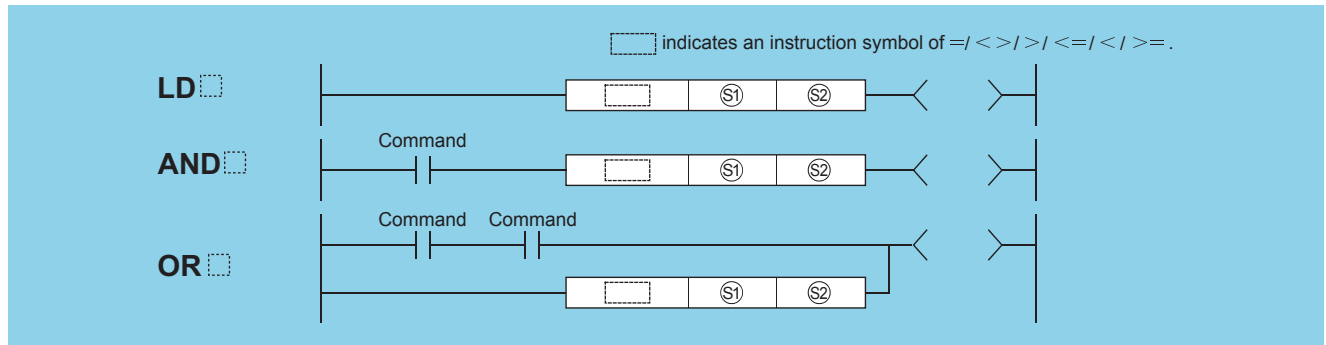 indicates an instruction symbol of =/ < >/ >/ <=/ </ >= .
LD
S1 S2
Command
AND
S1 S2
Command Command
OR
S1 S2